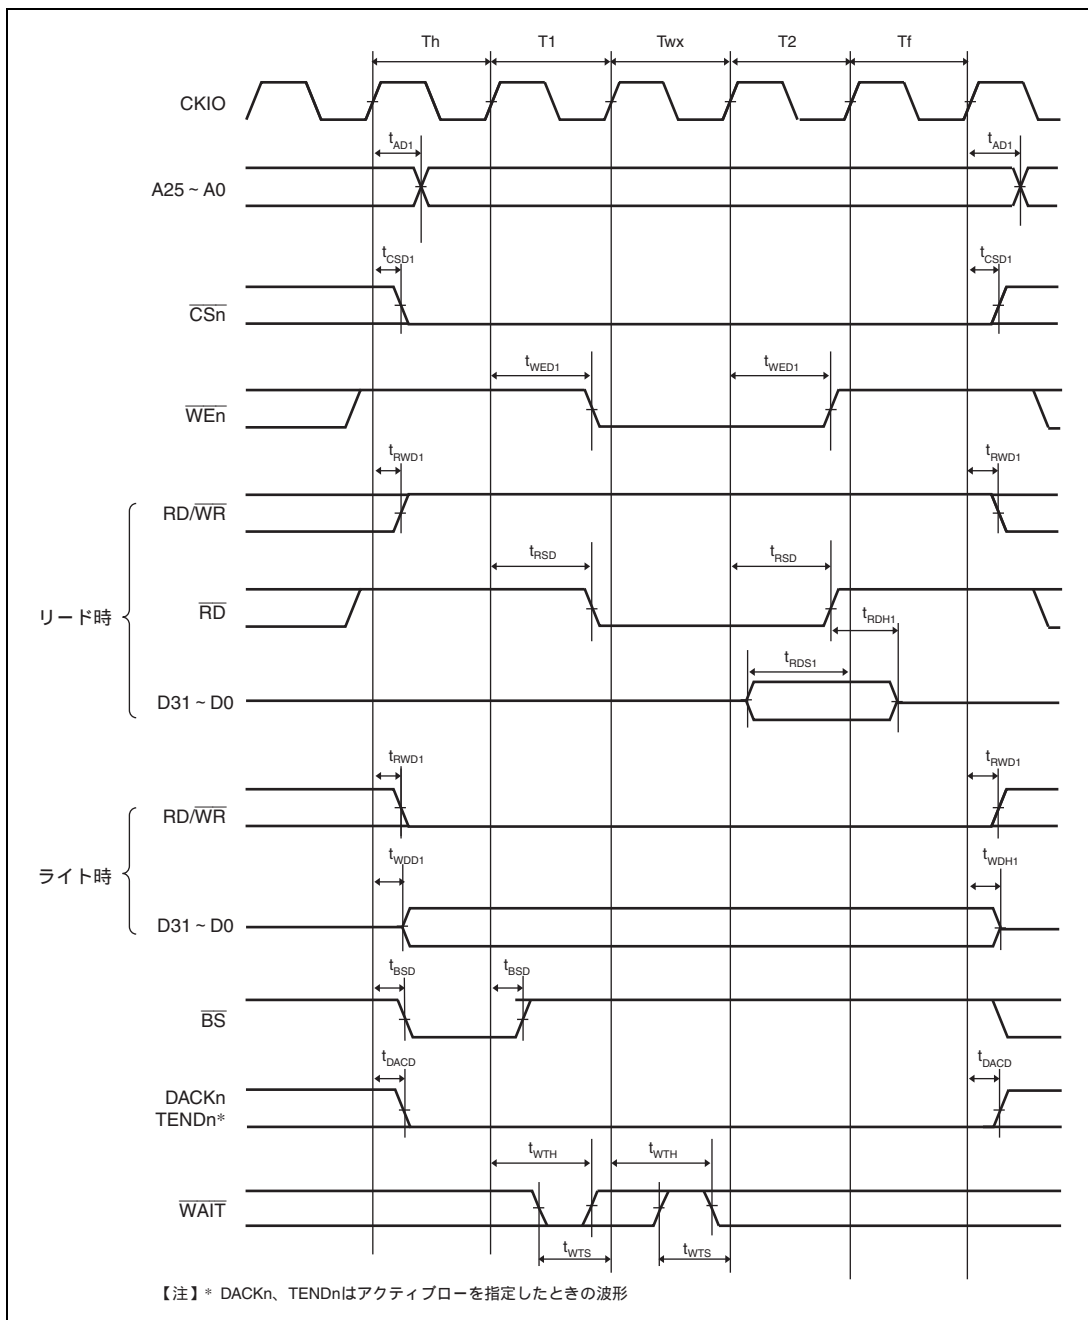 Th T1 Twx T2 Tf
CKIO
tAD1 tAD1
A25 ~ A0
tCSD1 tCSD1
CSn
tWED1 tWED1
WEn
tRWD1 tRWD1
RD/WR
tRSD tRSD
リード時
RD
tRDH1
tRDS1
D31 ~ D0
tRWD1 tRWD1
RD/WR
ライト時
tWDD1 tWDH1
D31 ~ D0
tBSD tBSD
BS
tDACD tDACD
DACKn
TENDn*
tWTH tWTH
WAIT
tWTS tWTS
【注】* DACKn、TENDnはアクティブローを指定したときの波形